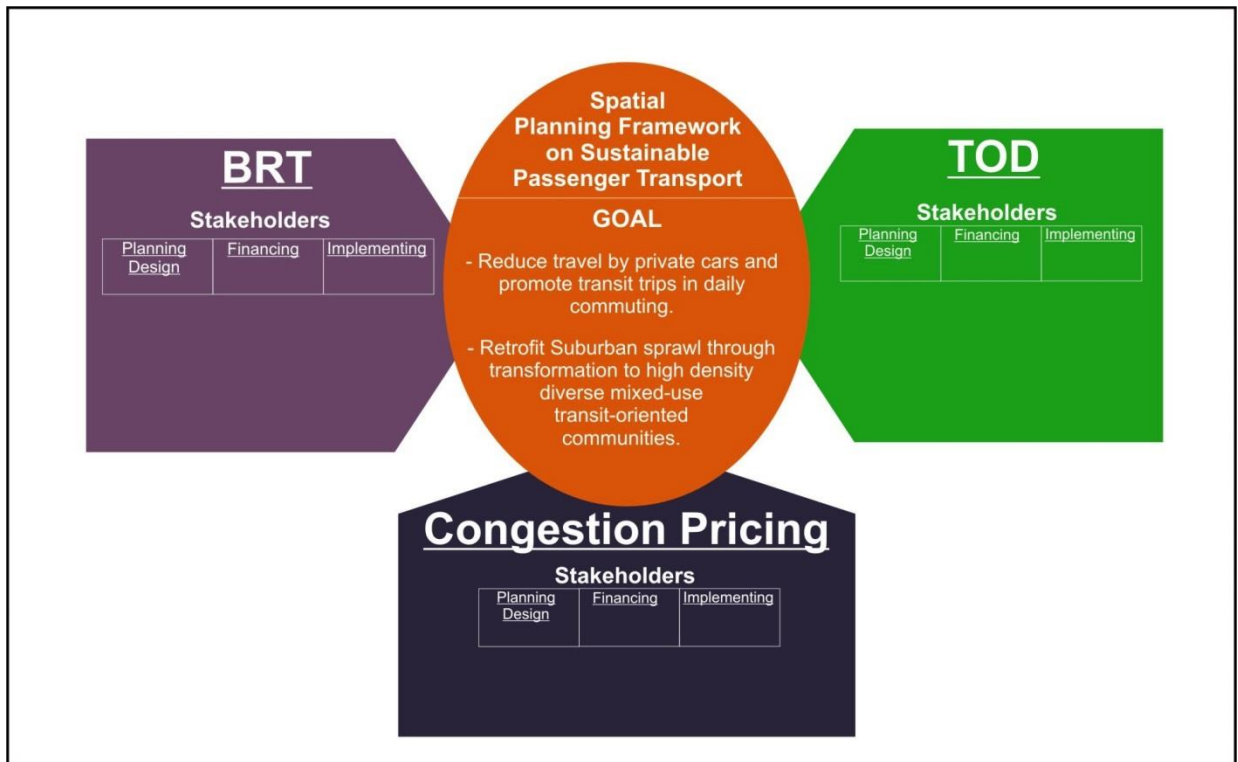 Spatial
Planning Framework
on Sustainable
Passenger Transport
GOAL
- Reduce travel by private cars and
promote transit trips in daily
commuting.
- Retrofit Suburban sprawl through
transformation to high density
diverse mixed-use
transit-oriented
communities.
BRT
Stakeholders
Planning
Design
Financing
Implementing
TOD
Stakeholders
Planning
Design
Financing
Implementing
Congestion Pricing
Stakeholders
Planning
Design
Financing
Implementing